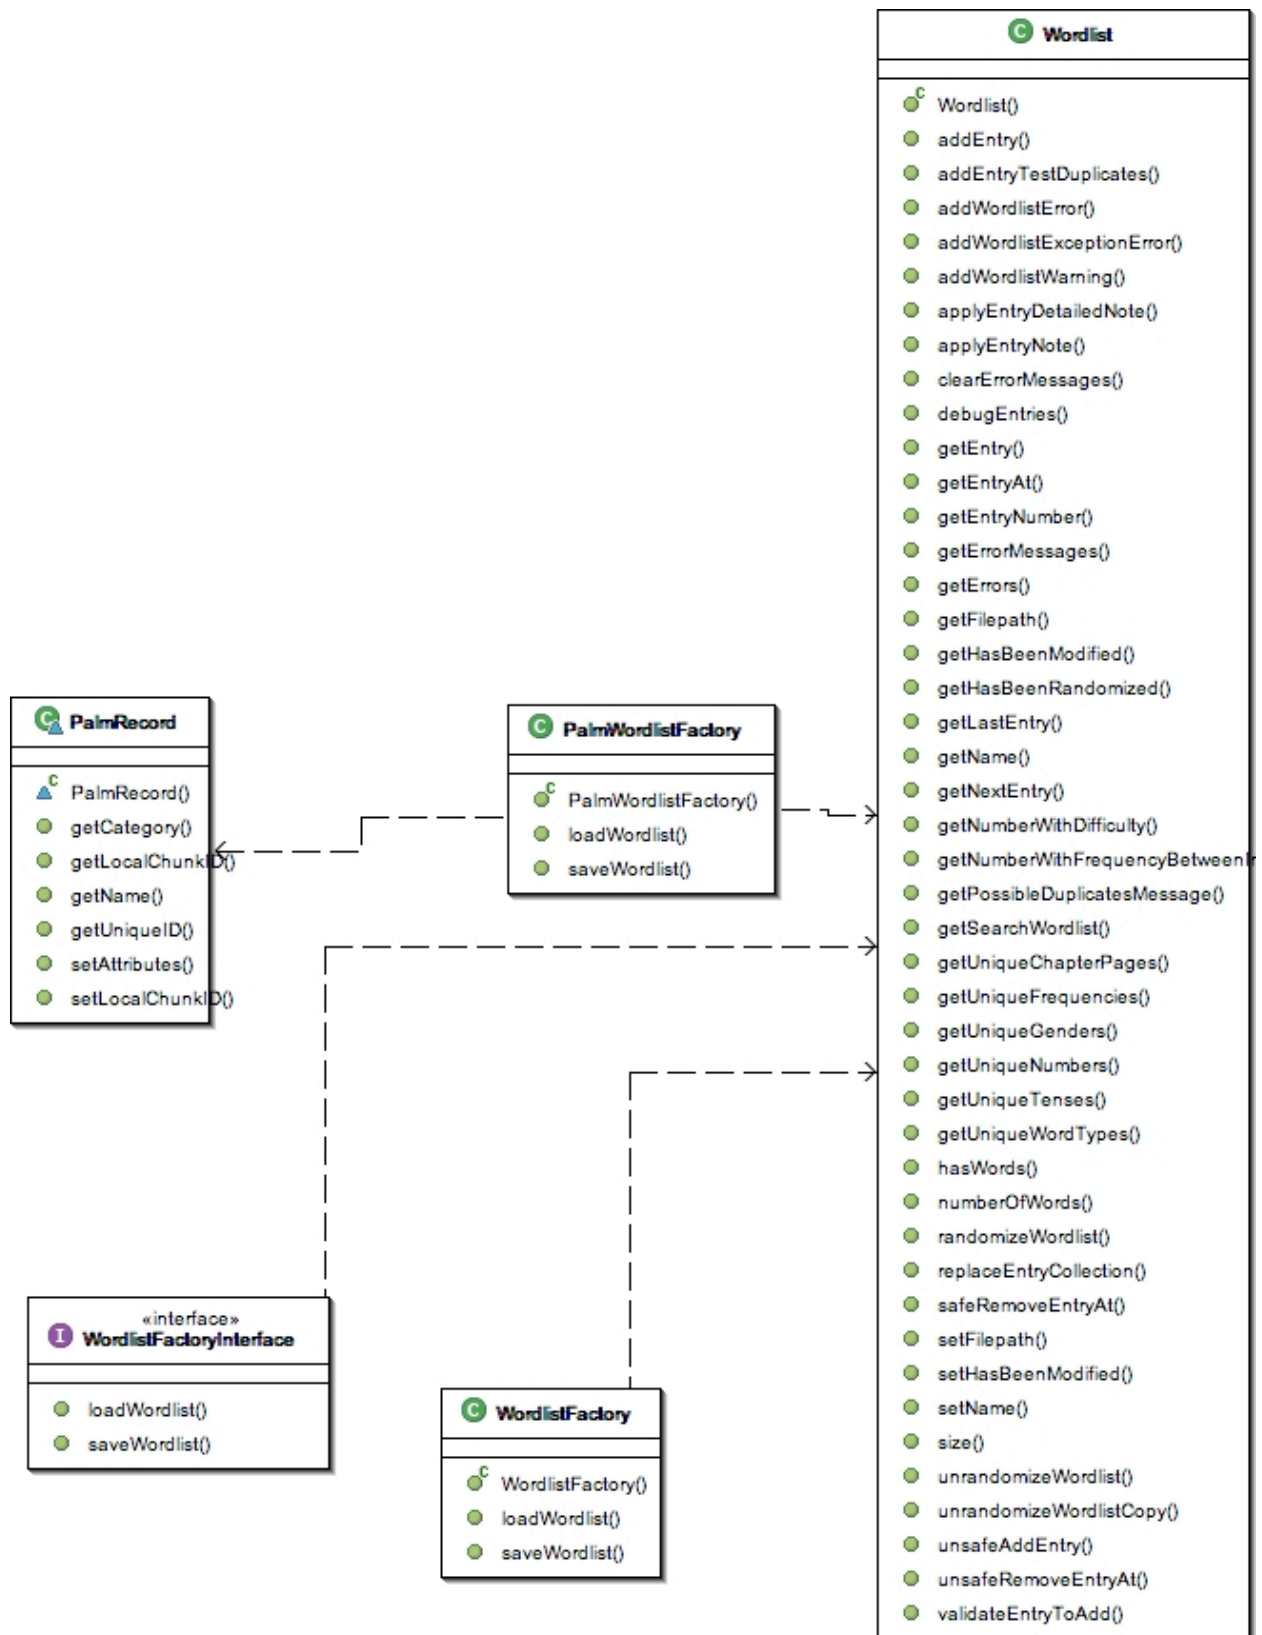 Wordlist
Wordlist()
addEntry()
addEntryTestDuplicates()
addWordlistError()
addWordlistExceptionError()
addWordlistWarning()
applyEntryDetailedNote()
applyEntryNote()
clearErrorMessages()
debugEntries()
getEntry()
getEntryAt()
getEntryNumber()
getErrorMessages()
getErrors()
getFilepath()
getHasBeenModified()
getHasBeenRandomized()
getLastEntry()
getName()
getNextEntry()
getNumberWithDifficulty()
getNumberWithFrequencyBetweenIn
getPossibleDuplicatesMessage()
getSearchWordlist()
getUniqueChapterPages()
getUniqueFrequencies()
getUniqueGenders()
getUniqueNumbers()
getUniqueTenses()
getUniqueWordTypes()
hasWords()
numberOfWords()
randomizeWordlist()
replaceEntryCollection()
safeRemoveEntryAt()
setFilepath()
setHasBeenModified()
setName()
size()
unrandomizeWordlist()
unrandomizeWordlistCopy()
unsafeAddEntry()
unsafeRemoveEntryAt()
validateEntryToAdd()
PalmRecord
PalmRecord()
getCategory()
getLocalChunkID()
getName()
getUniqueID()
setAttributes()
setLocalChunkID()
PalmWordlistFactory
PalmWordlistFactory()
loadWordlist()
saveWordlist()
«interface»
WordlistFactoryInterface
loadWordlist()
saveWordlist()
WordlistFactory
WordlistFactory()
loadWordlist()
saveWordlist()